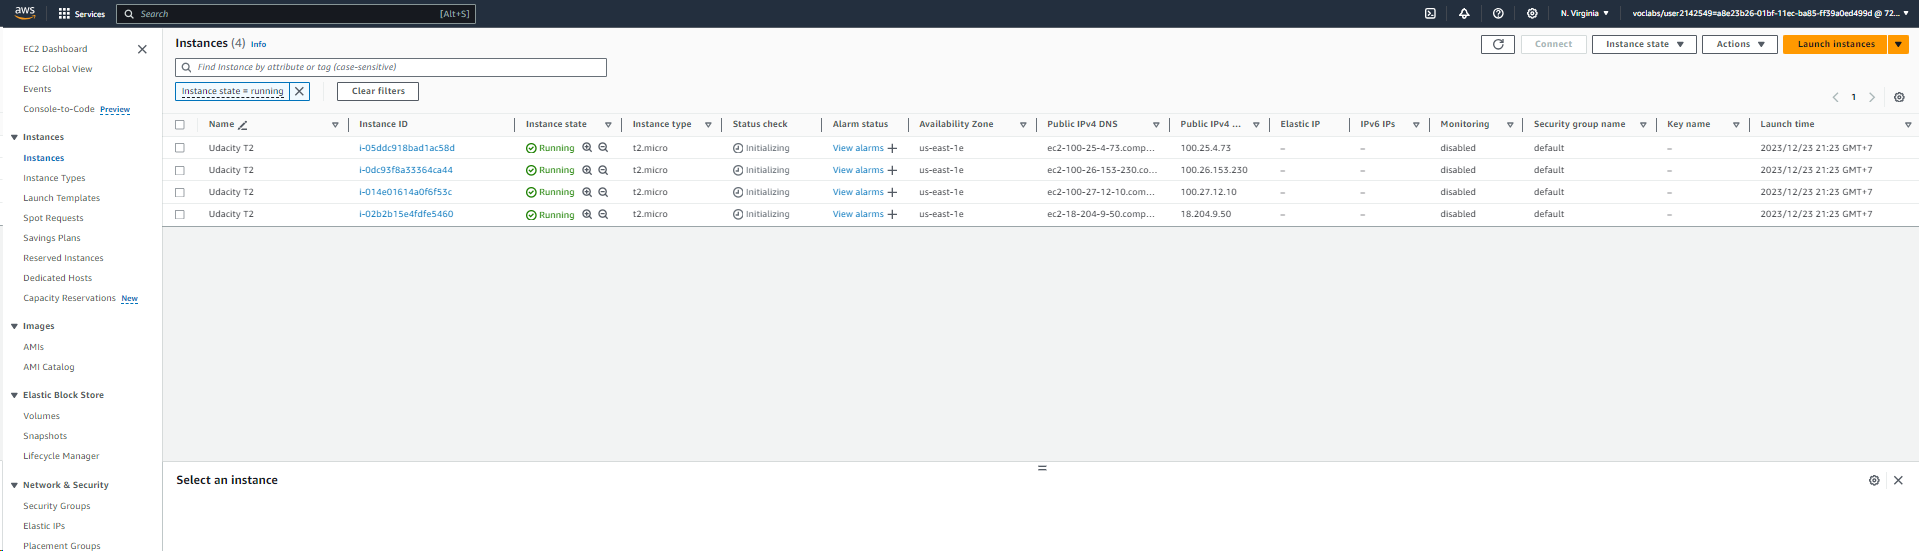 aws Services Search [Alt+S] N. Virginia voclabs/user2142549=a8e23b26-01bf-11ec-ba85-ff39a0ed499d @ 72...
EC2 Dashboard
EC2 Global View
Events
Console-to-Code Preview
Instances
Instances
Instance Types
Launch Templates
Spot Requests
Savings Plans
Reserved Instances
Dedicated Hosts
Capacity Reservations New
Images
AMIs
AMI Catalog
Elastic Block Store
Volumes
Snapshots
Lifecycle Manager
Network & Security
Security Groups
Elastic IPs
Placement Groups
Instances (4) Info
Connect Instance state Actions Launch instances
Find Instance by attribute or tag (case-sensitive)
Instance state = running Clear filters
1
Name Instance ID Instance state Instance type Status check Alarm status Availability Zone Public IPv4 DNS Public IPv4 ... Elastic IP IPv6 IPs Monitoring Security group name Key name Launch time
Udacity T2 i-05ddc918bad1ac58d Running t2.micro Initializing View alarms + us-east-1e ec2-100-25-4-73.comp... 100.25.4.73 – – disabled default – 2023/12/23 21:23 GMT+7
Udacity T2 i-0dc93f8a33364ca44 Running t2.micro Initializing View alarms + us-east-1e ec2-100-26-153-230.co... 100.26.153.230 – – disabled default – 2023/12/23 21:23 GMT+7
Udacity T2 i-014e01614a0f6f53c Running t2.micro Initializing View alarms + us-east-1e ec2-100-27-12-10.com... 100.27.12.10 – – disabled default – 2023/12/23 21:23 GMT+7
Udacity T2 i-02b2b15e4fdfe5460 Running t2.micro Initializing View alarms + us-east-1e ec2-18-204-9-50.comp... 18.204.9.50 – – disabled default – 2023/12/23 21:23 GMT+7
Select an instance